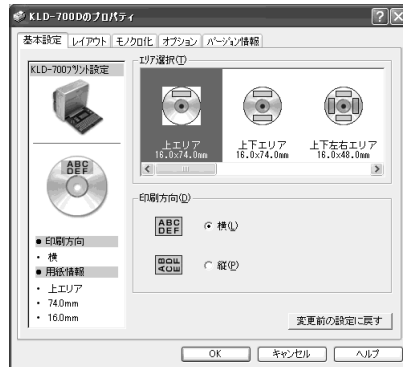 KLD-700Dのプロパティ
基本設定 レイアウト モノクロ化 オプション バージョン情報
KLD-700プリント設定
ABC
DEF
● 印刷方向
・ 横
● 用紙情報
・ 上エリア
・ 74.0mm
・ 16.0mm
エリア選択(T)
上エリア
16.0x74.0mm
上下エリア
16.0x74.0mm
上下左右エリア
16.0x48.0mm
印刷方向(D)
ABC
DEF
横(L)
縦(P)
変更前の設定に戻す
OK キャンセル ヘルプ